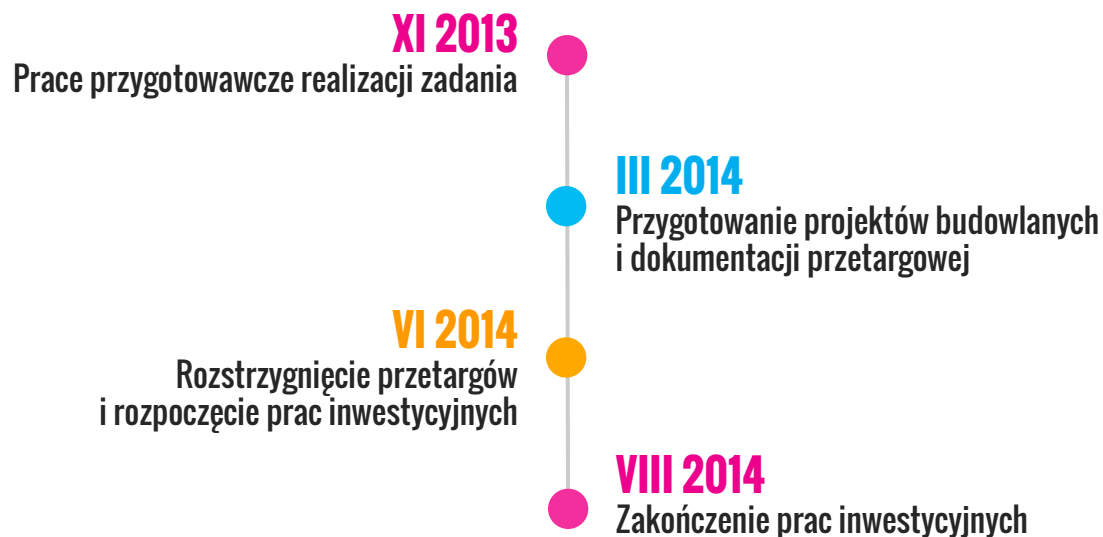 XI 2013
Prace przygotowawcze realizacji zadania
III 2014
Przygotowanie projektów budowlanych
i dokumentacji przetargowej
VI 2014
Rozstrzygnięcie przetargów
i rozpoczęcie prac inwestycyjnych
VIII 2014
Zakończenie prac inwestycyjnych